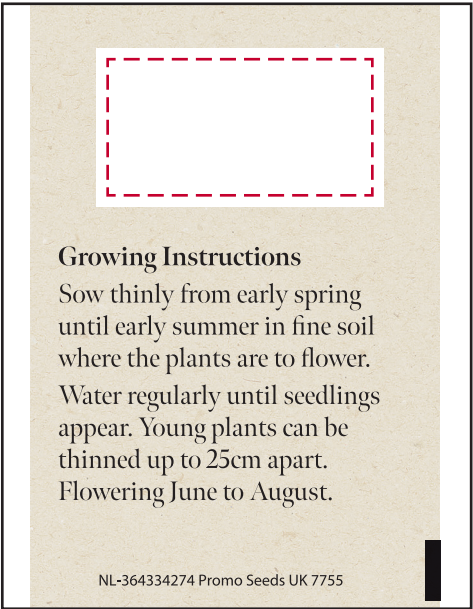 Growing Instructions
Sow thinly from early spring
until early summer in fine soil
where the plants are to flower.
Water regularly until seedlings
appear. Young plants can be
thinned up to 25cm apart.
Flowering June to August.
NL-364334274 Promo Seeds UK 7755